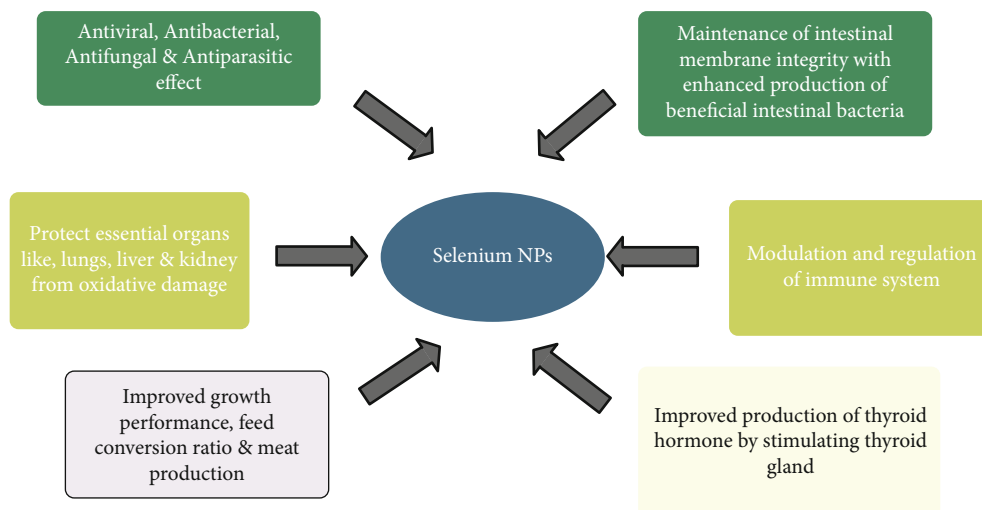 Antiviral, Antibacterial,
Antifungal & Antiparasitic
effect
Maintenance of intestinal
membrane integrity with
enhanced production of
beneficial intestinal bacteria
Protect essential organs
like, lungs, liver & kidney
from oxidative damage
Selenium NPs
Modulation and regulation
of immune system
Improved growth
performance, feed
conversion ratio & meat
production
Improved production of thyroid
hormone by stimulating thyroid
gland